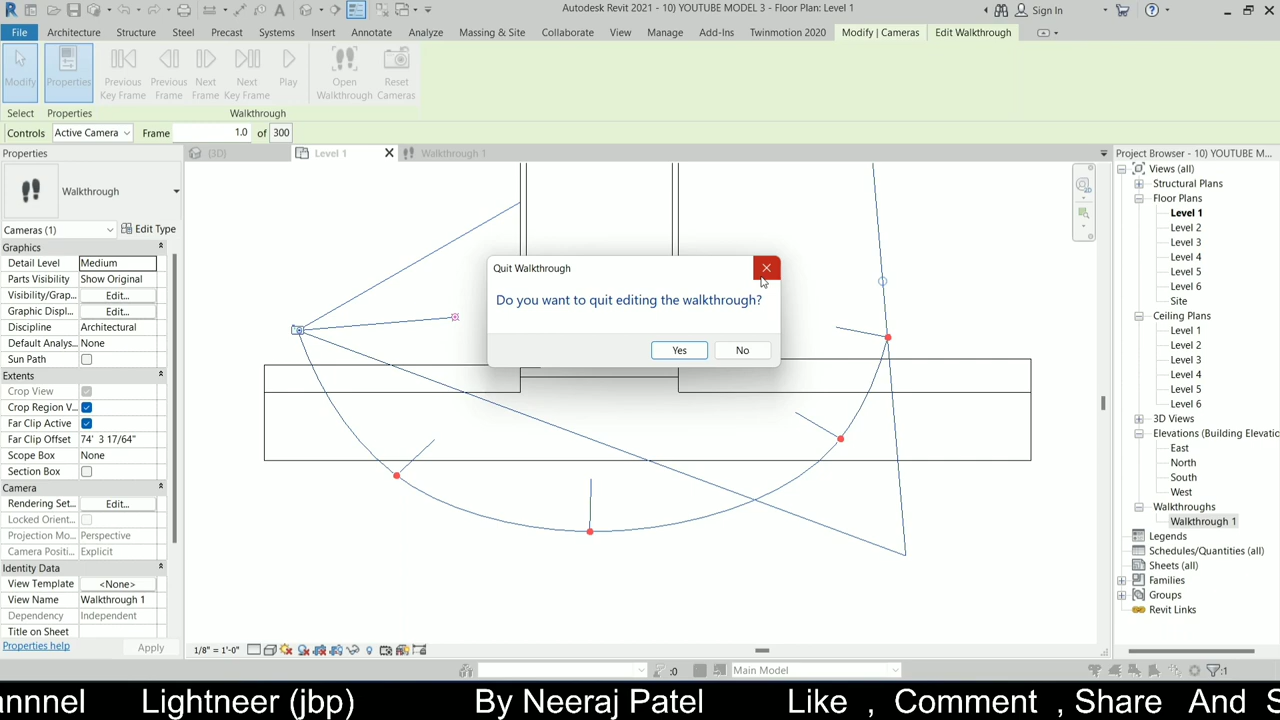 Autodesk Revit 2021 - 10) YOUTUBE MODEL 3 - Floor Plan: Level 1
Sign In
File Architecture Structure Steel Precast Systems Insert Annotate Analyze Massing & Site Collaborate View Manage Add-Ins Twinmotion 2020 Modify | Cameras Edit Walkthrough
Modify Properties Previous Key Frame Previous Frame Next Frame Next Key Frame Play Open Walkthrough Reset Cameras
Select Properties Walkthrough
Controls Active Camera Frame 1.0 of 300
Properties
{3D} Level 1 Walkthrough 1
Project Browser - 10) YOUTUBE M...
Walkthrough
Cameras (1) Edit Type
Graphics
Detail Level Medium
Parts Visibility Show Original
Visibility/Grap... Edit...
Graphic Displ... Edit...
Discipline Architectural
Default Analys... None
Sun Path
Extents
Crop View
Crop Region V...
Far Clip Active
Far Clip Offset 74' 3 17/64"
Scope Box None
Section Box
Camera
Rendering Set... Edit...
Locked Orient...
Projection Mo... Perspective
Camera Positi... Explicit
Identity Data
View Template <None>
View Name Walkthrough 1
Dependency Independent
Title on Sheet
Properties help Apply
Quit Walkthrough
Do you want to quit editing the walkthrough?
Yes No
Views (all)
Structural Plans
Floor Plans
Level 1
Level 2
Level 3
Level 4
Level 5
Level 6
Site
Ceiling Plans
Level 1
Level 2
Level 3
Level 4
Level 5
Level 6
3D Views
Elevations (Building Elevatio
East
North
South
West
Walkthroughs
Walkthrough 1
Legends
Schedules/Quantities (all)
Sheets (all)
Families
Groups
Revit Links
1/8" = 1'-0"
:0 Main Model :1
annnel Lightneer (jbp) By Neeraj Patel Like , Comment , Share And S